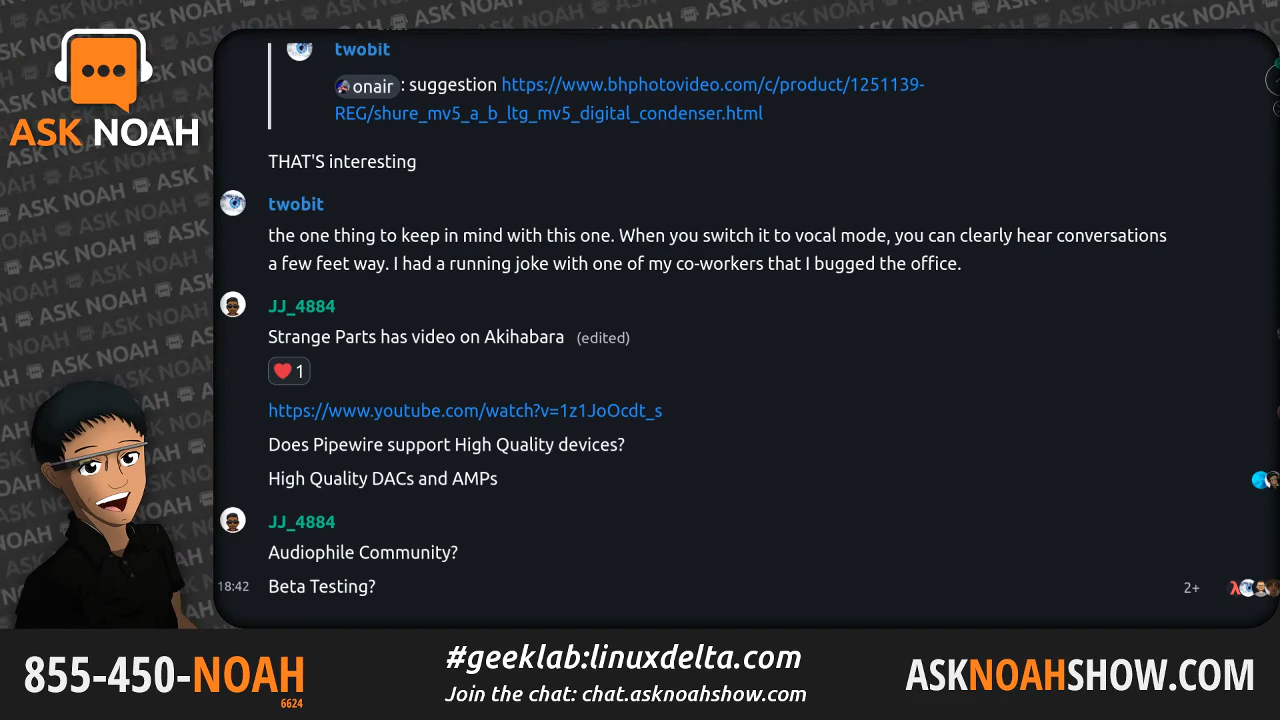 twobit
onair : suggestion https://www.bhphotovideo.com/c/product/1251139-
REG/shure_mv5_a_b_ltg_mv5_digital_condenser.html
THAT'S interesting
twobit
the one thing to keep in mind with this one. When you switch it to vocal mode, you can clearly hear conversations
a few feet way. I had a running joke with one of my co-workers that I bugged the office.
JJ_4884
Strange Parts has video on Akihabara (edited)
❤️ 1
https://www.youtube.com/watch?v=1z1JoOcdt_s
Does Pipewire support High Quality devices?
High Quality DACs and AMPs
JJ_4884
Audiophile Community?
18:42 Beta Testing? 2+
ASK NOAH
855-450-NOAH
6624
#geeklab:linuxdelta.com
Join the chat: chat.asknoahshow.com
ASKNOAHSHOW.COM